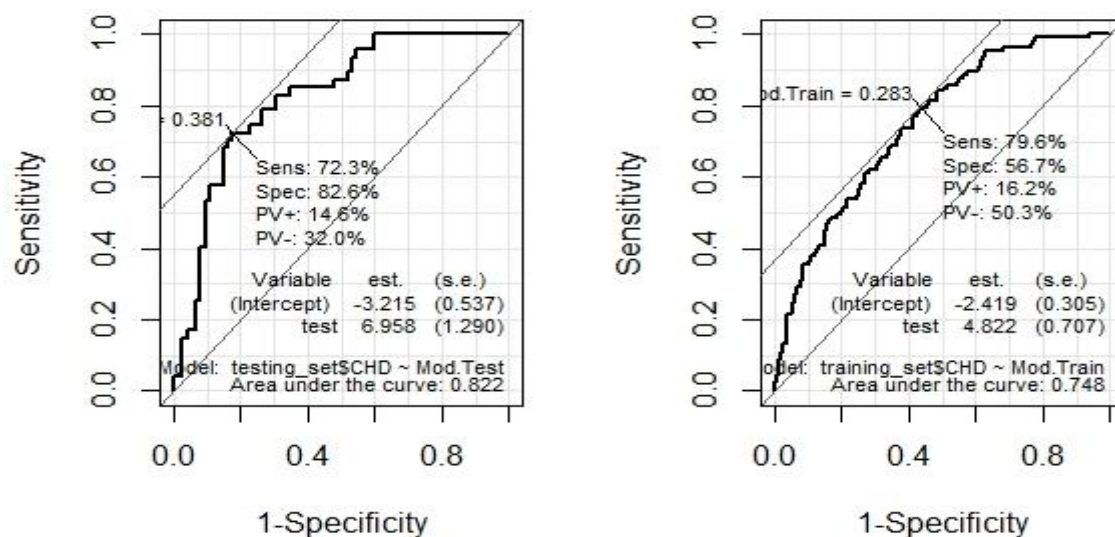 Sensitivity
1.0
0.8
0.6
0.4
0.2
0.0
= 0.381
Sens: 72.3%
Spec: 82.6%
PV+: 14.6%
PV-: 32.0%
Variable est. (s.e.)
(Intercept) -3.215 (0.537)
test 6.958 (1.290)
Model: testing_set$CHD ~ Mod.Test
Area under the curve: 0.822
0.0 0.4 0.8
1-Specificity
Sensitivity
1.0
0.8
0.6
0.4
0.2
0.0
od.Train = 0.283
Sens: 79.6%
Spec: 56.7%
PV+: 16.2%
PV-: 50.3%
Variable est. (s.e.)
(Intercept) -2.419 (0.305)
test 4.822 (0.707)
odel: training_set$CHD ~ Mod.Train
Area under the curve: 0.748
0.0 0.4 0.8
1-Specificity